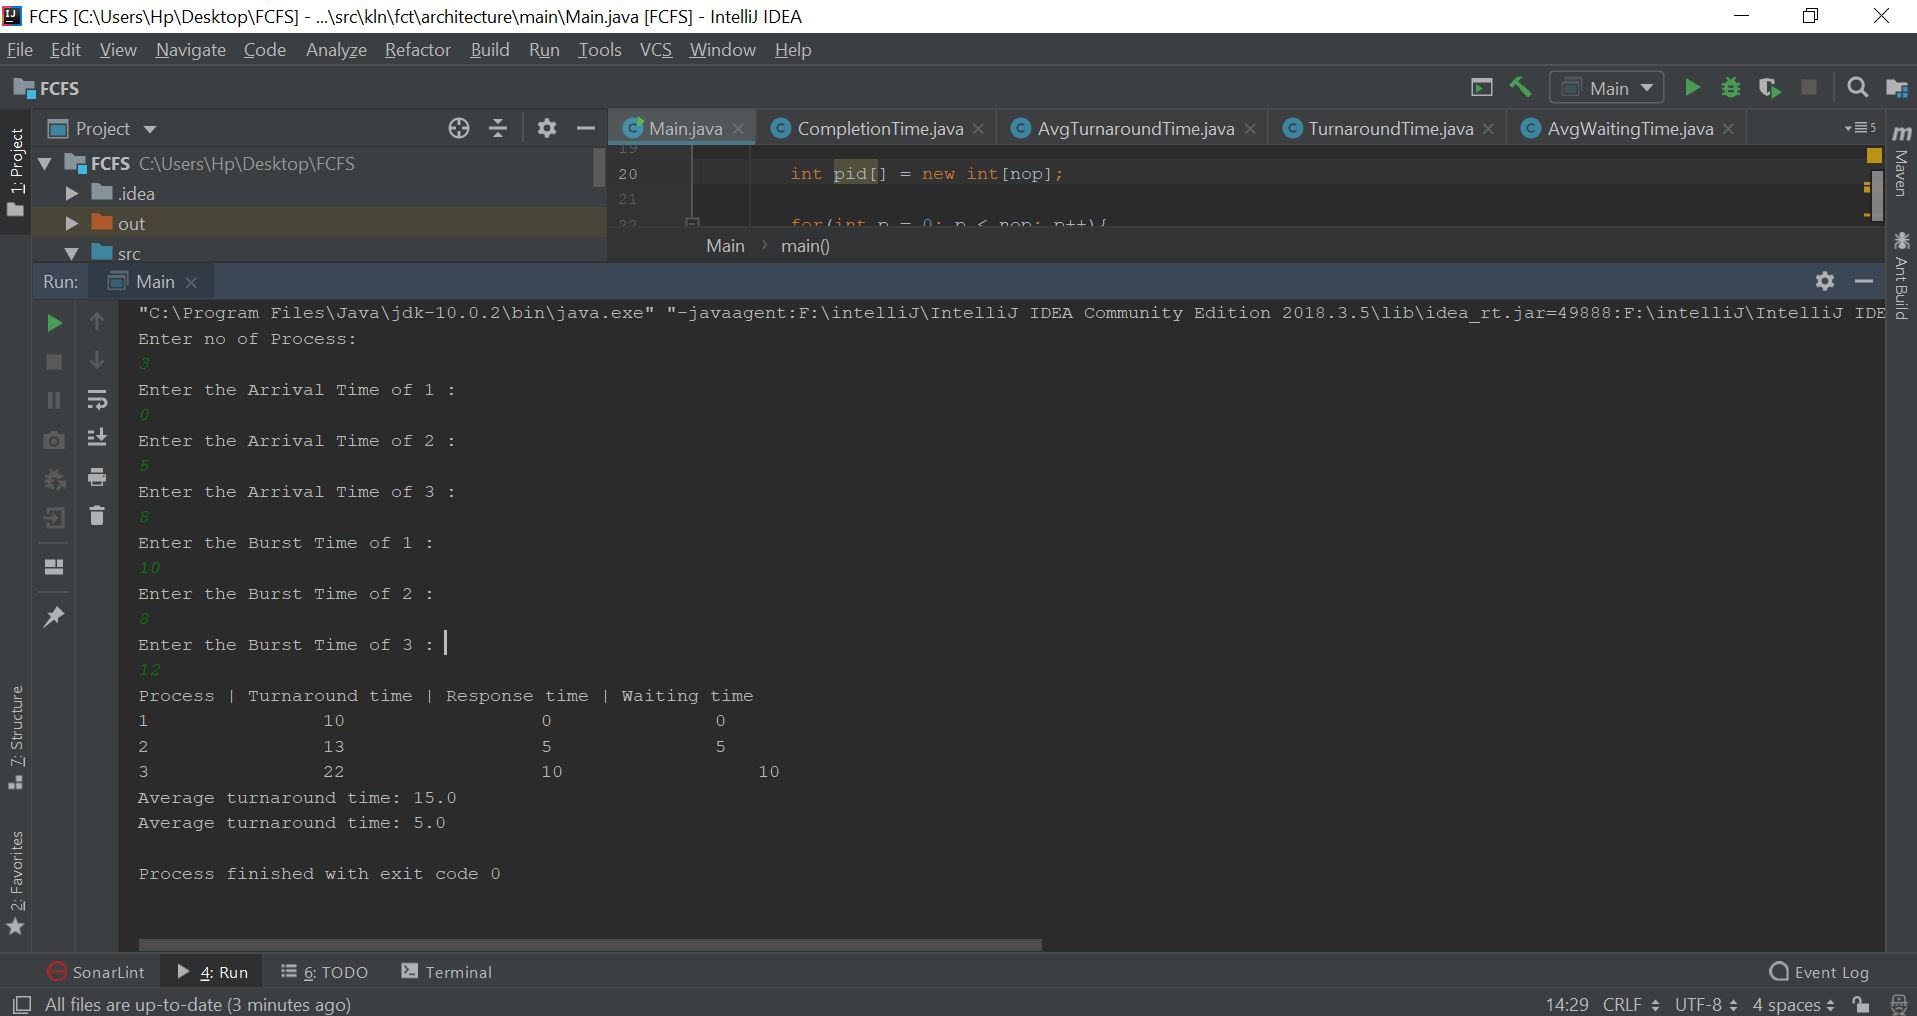 FCFS [C:\Users\Hp\Desktop\FCFS] - ...\src\kln\fct\architecture\main\Main.java [FCFS] - IntelliJ IDEA
File Edit View Navigate Code Analyze Refactor Build Run Tools VCS Window Help
FCFS
Main
1: Project
Project
Main.java
CompletionTime.java
AvgTurnaroundTime.java
TurnaroundTime.java
AvgWaitingTime.java
5
Maven
Ant Build
FCFS C:\Users\Hp\Desktop\FCFS
.idea
out
src
19
20 int pid[] = new int[nop];
21
22 for(int p = 0; p < nop; p++){
Main > main()
Run: Main
"C:\Program Files\Java\jdk-10.0.2\bin\java.exe" "-javaagent:F:\intelliJ\IntelliJ IDEA Community Edition 2018.3.5\lib\idea_rt.jar=49888:F:\intelliJ\IntelliJ IDE
Enter no of Process:
3
Enter the Arrival Time of 1 :
0
Enter the Arrival Time of 2 :
5
Enter the Arrival Time of 3 :
8
Enter the Burst Time of 1 :
10
Enter the Burst Time of 2 :
8
Enter the Burst Time of 3 :
12
Process | Turnaround time | Response time | Waiting time
1 10 0 0
2 13 5 5
3 22 10 10
Average turnaround time: 15.0
Average turnaround time: 5.0
Process finished with exit code 0
7: Structure
2: Favorites
SonarLint
4: Run
6: TODO
Terminal
Event Log
All files are up-to-date (3 minutes ago)
14:29 CRLF UTF-8 4 spaces